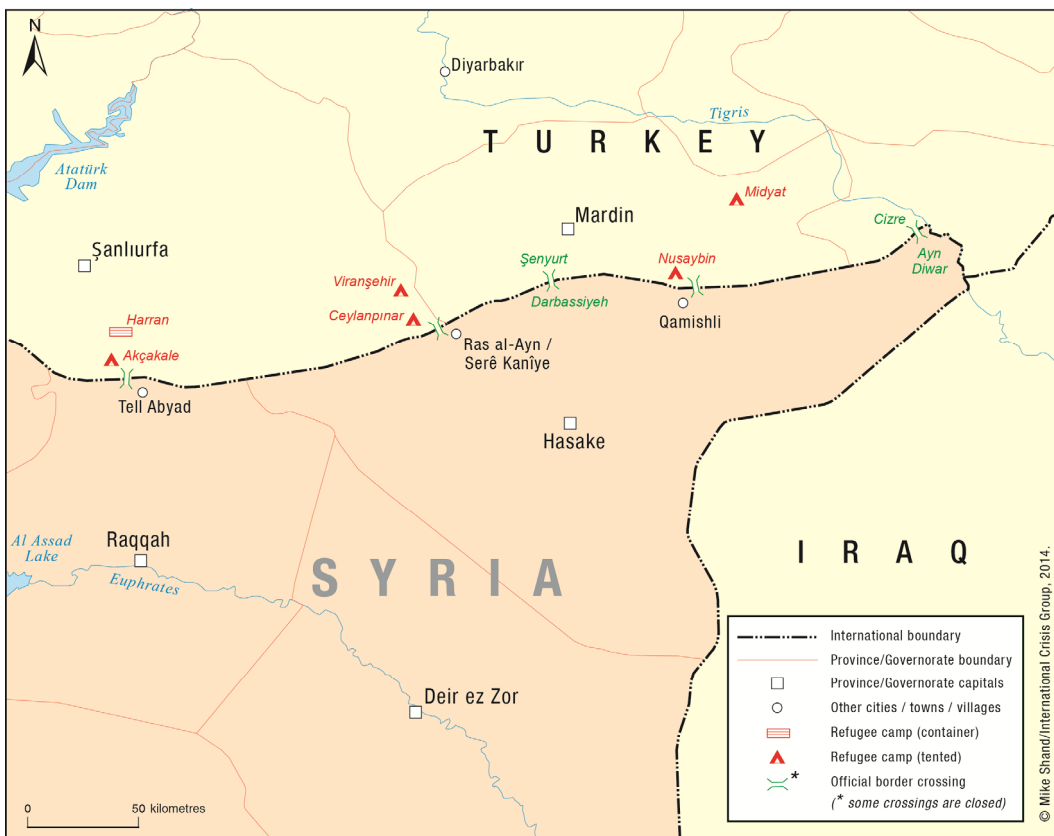 N
Diyarbakır
Tigris
TURKEY
Atatürk
Dam
Midyat
Mardin
Cizre
Şanlıurfa
Ayn
Diwar
Şenyurt
Nusaybin
Viranşehir
Darbassiyeh
Ceylanpınar
Qamishli
Harran
Ras al-Ayn /
Serê Kanîye
Akçakale
Tell Abyad
Hasake
Raqqah
Al Assad
Lake
IRAQ
Euphrates
SYRIA
International boundary
Province/Governorate boundary
Province/Governorate capitals
Deir ez Zor
Other cities / towns / villages
Refugee camp (container)
Refugee camp (tented)
* Official border crossing
(* some crossings are closed)
0 50 kilometres
© Mike Shand/International Crisis Group, 2014.